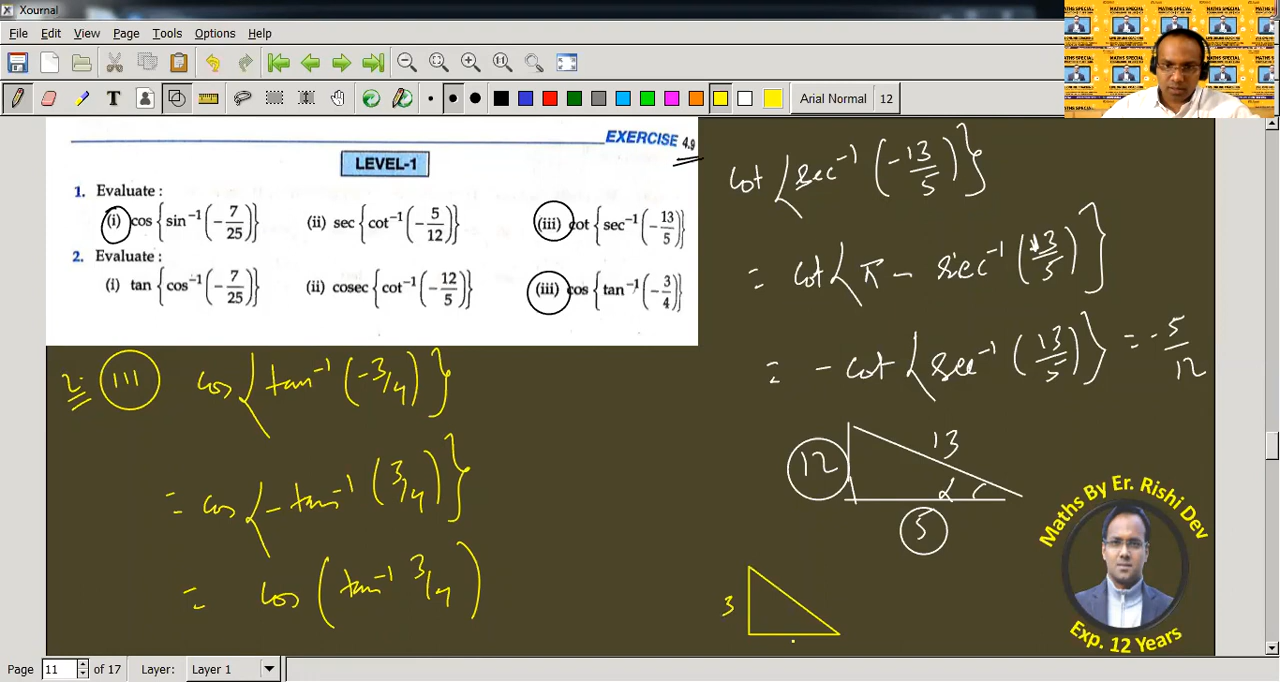 Xournal
File Edit View Page Tools Options Help
Arial Normal 12
EXERCISE 4.9
LEVEL-1
1. Evaluate :
(i) cos {sin⁻¹ (−7/25)} (ii) sec {cot⁻¹ (−5/12)} (iii) cot {sec⁻¹ (−13/5)}
2. Evaluate :
(i) tan {cos⁻¹ (−7/25)} (ii) cosec {cot⁻¹ (−12/5)} (iii) cos {tan⁻¹ (−3/4)}
2. (III) cos {tan⁻¹ (−3/4)}
= cos {−tan⁻¹ (3/4)}
= cos (tan⁻¹ 3/4)
cot {sec⁻¹ (−13/5)}
= cot {π − sec⁻¹ (13/5)}
= −cot {sec⁻¹ (13/5)} = −5/12
13
12
α
5
3
Maths By Er. Rishi Dev
Exp. 12 Years
Page 11 of 17 Layer: Layer 1